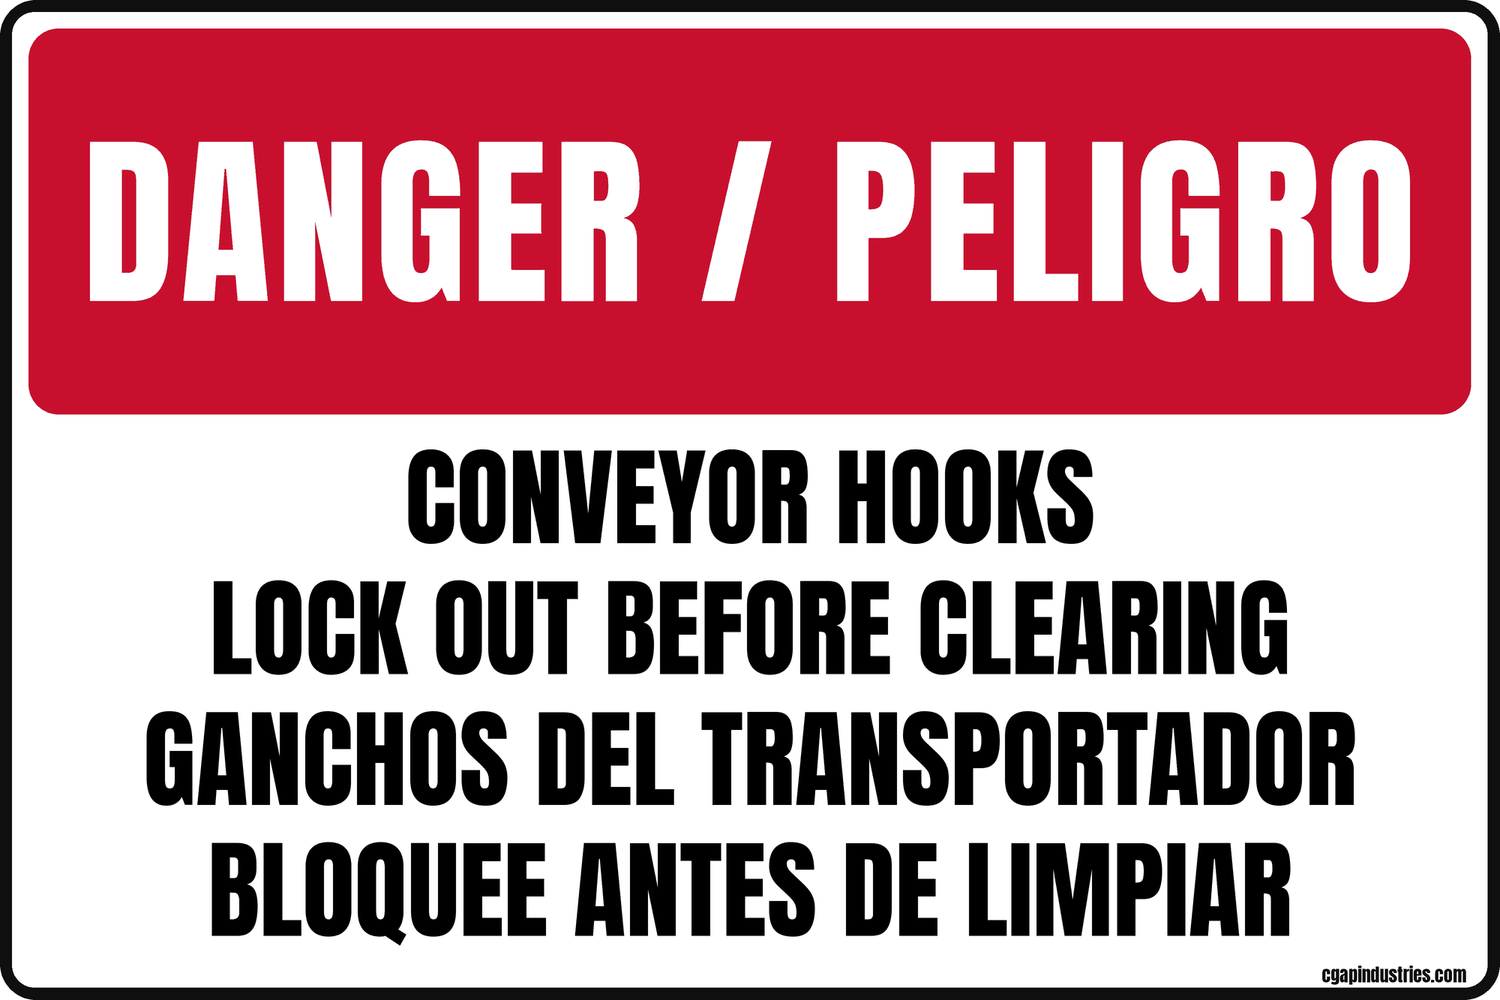 DANGER / PELIGRO
CONVEYOR HOOKS
LOCK OUT BEFORE CLEARING
GANCHOS DEL TRANSPORTADOR
BLOQUEE ANTES DE LIMPIAR
cgapindustries.com